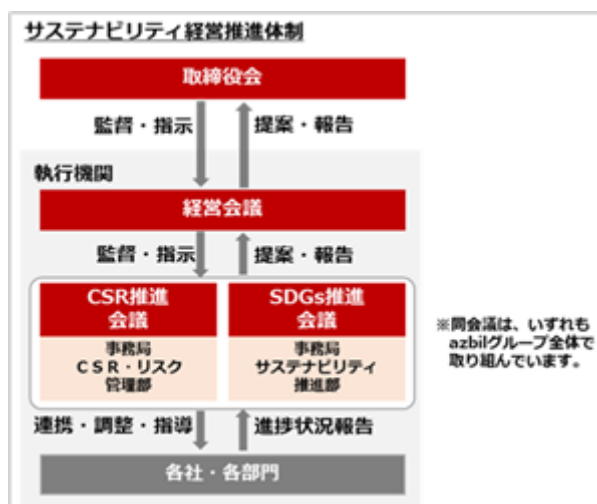 サステナビリティ経営推進体制
取締役会
監督・指示
提案・報告
執行機関
経営会議
監督・指示
提案・報告
CSR推進
会議
事務局
ＣＳＲ・リスク
管理部
SDGs推進
会議
事務局
サステナビリティ
推進部
※同会議は、いずれも
azbilグループ全体で
取り組んでいます。
連携・調整・指導
進捗状況報告
各社・各部門